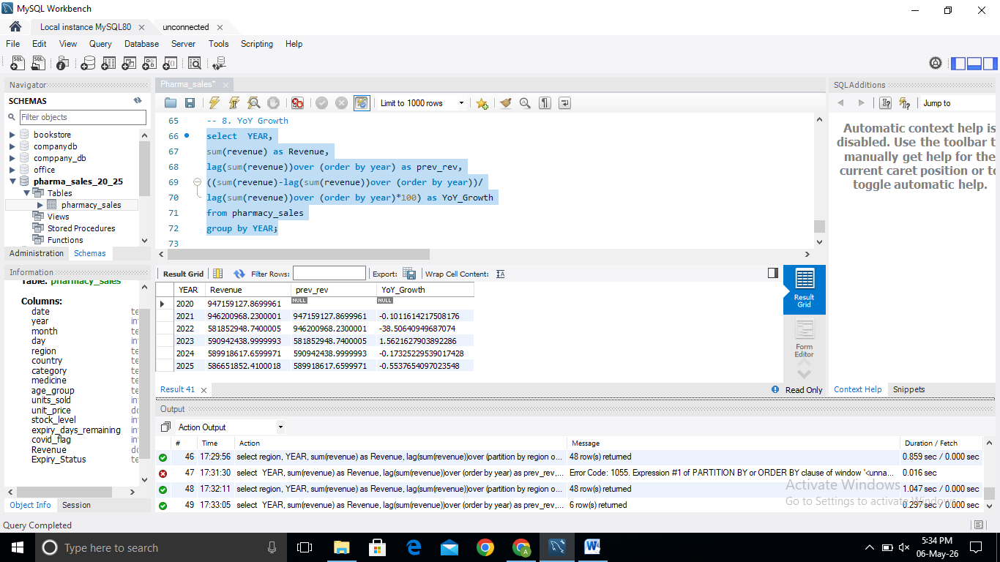 MySQL Workbench
Local instance MySQL80
unconnected
File Edit View Query Database Server Tools Scripting Help
Navigator
SCHEMAS
Filter objects
bookstore
companydb
comppany_db
office
pharma_sales_20_25
Tables
pharmacy_sales
Views
Stored Procedures
Functions
Administration Schemas
Information
Table: pharmacy_sales
Columns:
date te
year in
month te
day in
region te
country te
category te
medicine te
age_group te
units_sold in
unit_price do
stock_level in
expiry_days_remaining in
covid_flag in
Revenue do
Expiry_Status te
Object Info Session
Query Completed
Pharma_sales*
Limit to 1000 rows
65 -- 8. YoY Growth
66 select  YEAR,
67 sum(revenue) as Revenue,
68 lag(sum(revenue))over (order by year) as prev_rev,
69 ((sum(revenue)-lag(sum(revenue))over (order by year))/
70 lag(sum(revenue))over (order by year)*100) as YoY_Growth
71 from pharmacy_sales
72 group by YEAR;
73
Result Grid Filter Rows: Export: Wrap Cell Content: IA
YEAR Revenue prev_rev YoY_Growth
2020 947159127.8699961 NULL NULL
2021 946200968.2300001 947159127.8699961 -0.1011614217508176
2022 581852948.7400005 946200968.2300001 -38.50640949687074
2023 590942438.9999993 581852948.7400005 1.5621627903892286
2024 589918617.6599971 590942438.9999993 -0.17325229539017428
2025 586651852.4100018 589918617.6599971 -0.5537654097023548
Result Grid
Form Editor
Result 41
Read Only
Output
Action Output
# Time Action Message Duration / Fetch
46 17:29:56 select region, YEAR, sum(revenue) as Revenue, lag(sum(revenue))over (partition by region o... 48 row(s) returned 0.859 sec / 0.000 sec
47 17:31:30 select  YEAR, sum(revenue) as Revenue, lag(sum(revenue))over (order by year) as prev_rev,... Error Code: 1055. Expression #1 of PARTITION BY or ORDER BY clause of window '<unna... 0.016 sec
48 17:32:11 select region, YEAR, sum(revenue) as Revenue, lag(sum(revenue))over (partition by region o... 48 row(s) returned 1.047 sec / 0.000 sec
49 17:33:05 select  YEAR, sum(revenue) as Revenue, lag(sum(revenue))over (order by year) as prev_rev,... 6 row(s) returned 0.297 sec / 0.000 sec
SQLAdditions
Jump to
Automatic context help is
disabled. Use the toolbar t
manually get help for the
current caret position or to
toggle automatic help.
Context Help Snippets
Activate Windows
Go to Settings to activate Windows.
Type here to search
5:34 PM
06-May-26